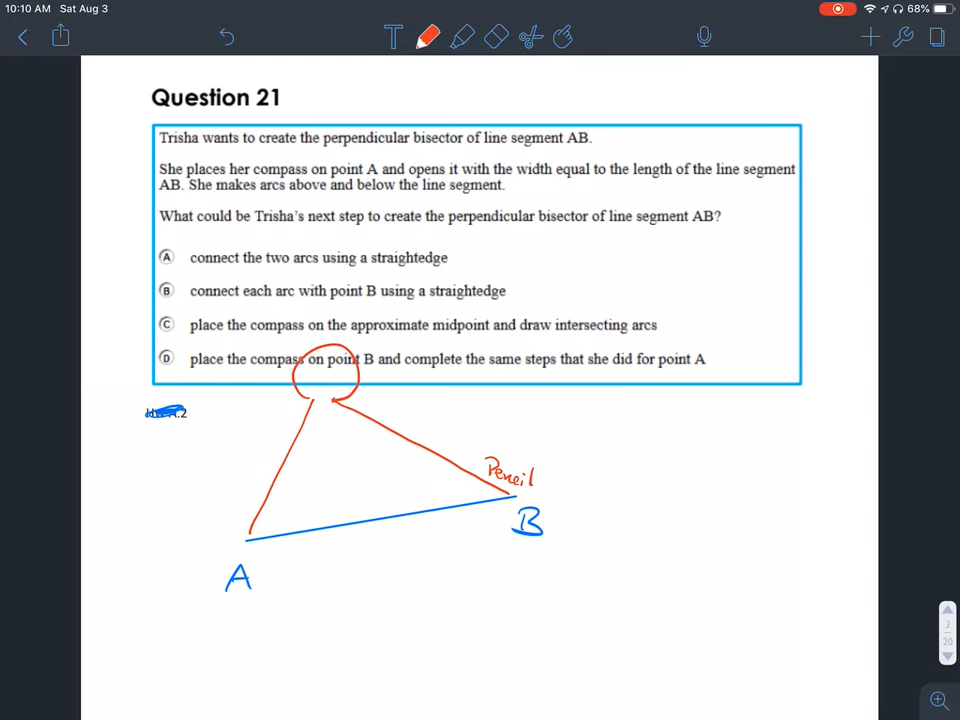 10:10 AM Sat Aug 3
68%
T
Question 21
Trisha wants to create the perpendicular bisector of line segment AB.
She places her compass on point A and opens it with the width equal to the length of the line segment
AB. She makes arcs above and below the line segment.
What could be Trisha's next step to create the perpendicular bisector of line segment AB?
A connect the two arcs using a straightedge
B connect each arc with point B using a straightedge
C place the compass on the approximate midpoint and draw intersecting arcs
D place the compass on point B and complete the same steps that she did for point A
Pencil
B
A
3
20